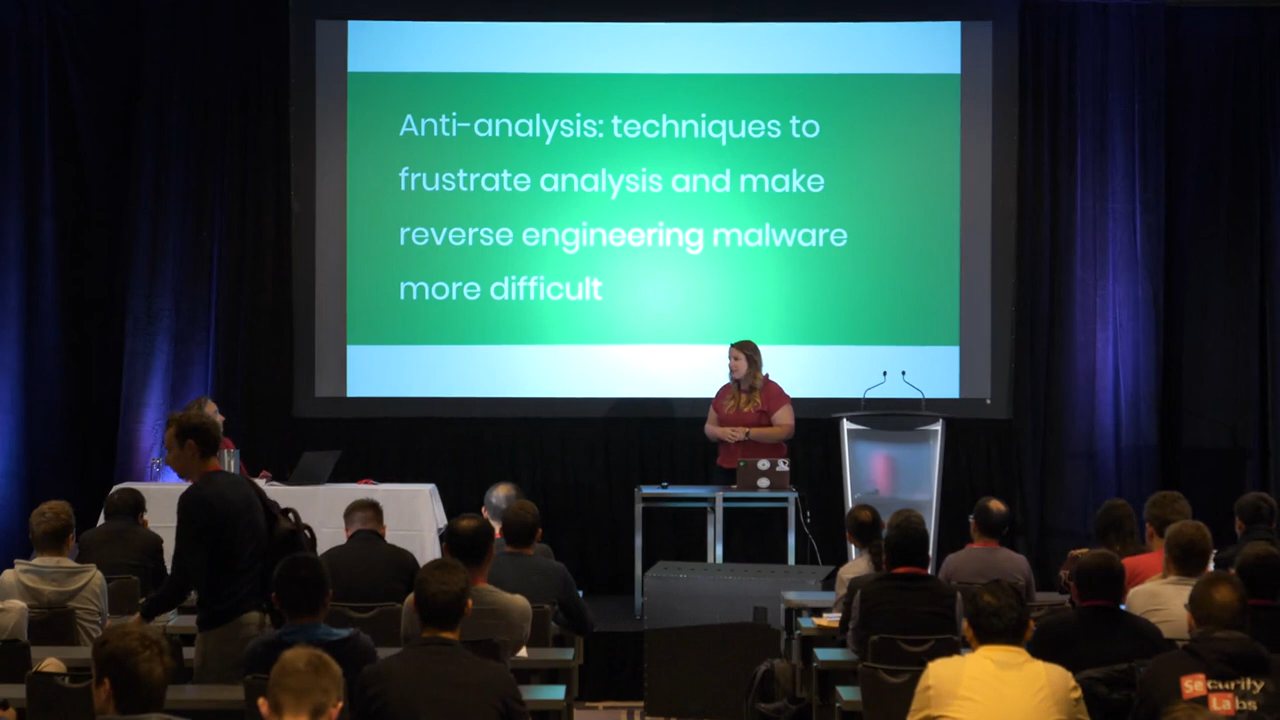 Anti-analysis: techniques to
frustrate analysis and make
reverse engineering malware
more difficult
Security
Labs